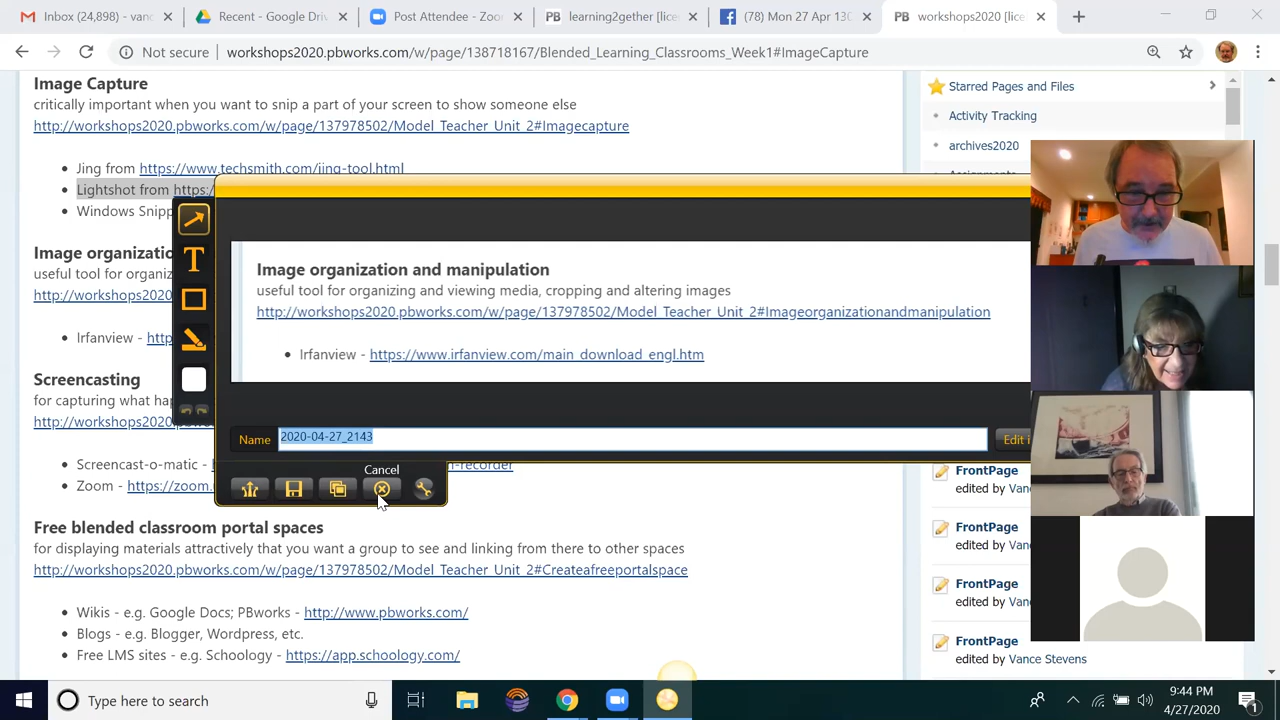 Inbox (24,898) - vanc
Recent - Google Driv
Post Attendee - Zoo
PB learning2gether [lice
(78) Mon 27 Apr 130
PB workshops2020 [lice
Not secure workshops2020.pbworks.com/w/page/138718167/Blended_Learning_Classrooms_Week1#ImageCapture
Image Capture
critically important when you want to snip a part of your screen to show someone else
http://workshops2020.pbworks.com/w/page/137978502/Model_Teacher_Unit_2#Imagecapture
Jing from https://www.techsmith.com/jing-tool.html
Lightshot from https:/
Windows Snipp
Image organizatio
useful tool for organiz
http://workshops2020
Irfanview - http
Screencasting
for capturing what ha
http://workshops2020
Screencast-o-matic - 
n-recorder
Zoom - https://zoom.
T
Image organization and manipulation
useful tool for organizing and viewing media, cropping and altering images
http://workshops2020.pbworks.com/w/page/137978502/Model_Teacher_Unit_2#Imageorganizationandmanipulation
Irfanview - https://www.irfanview.com/main_download_engl.htm
Name 2020-04-27_2143
Edit i
Cancel
Free blended classroom portal spaces
for displaying materials attractively that you want a group to see and linking from there to other spaces
http://workshops2020.pbworks.com/w/page/137978502/Model_Teacher_Unit_2#Createafreeportalspace
Wikis - e.g. Google Docs; PBworks - http://www.pbworks.com/
Blogs - e.g. Blogger, Wordpress, etc.
Free LMS sites - e.g. Schoology - https://app.schoology.com/
Starred Pages and Files
Activity Tracking
archives2020
FrontPage
edited by Vanc
FrontPage
edited by Vanc
FrontPage
edited by Vanc
FrontPage
edited by Vance Stevens
Type here to search
9:44 PM
4/27/2020
1